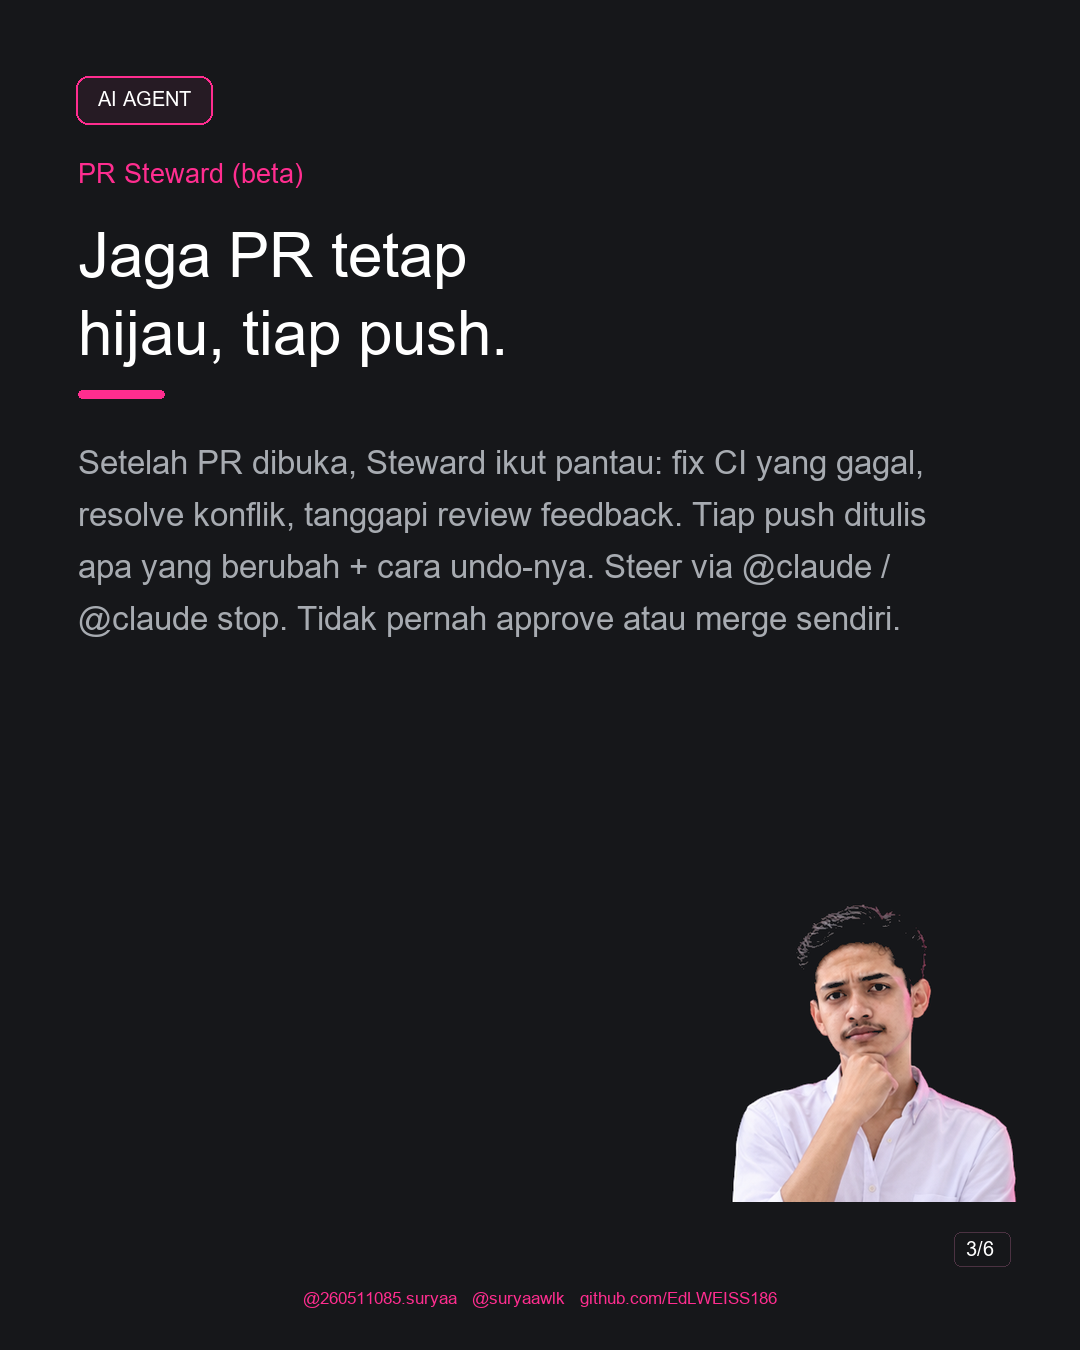 AI AGENT
PR Steward (beta)
Jaga PR tetap
hijau, tiap push.
Setelah PR dibuka, Steward ikut pantau: fix CI yang gagal,
resolve konflik, tanggapi review feedback. Tiap push ditulis
apa yang berubah + cara undo-nya. Steer via @claude /
@claude stop. Tidak pernah approve atau merge sendiri.
3/6
@260511085.suryaa @suryaawlk github.com/EdLWEISS186